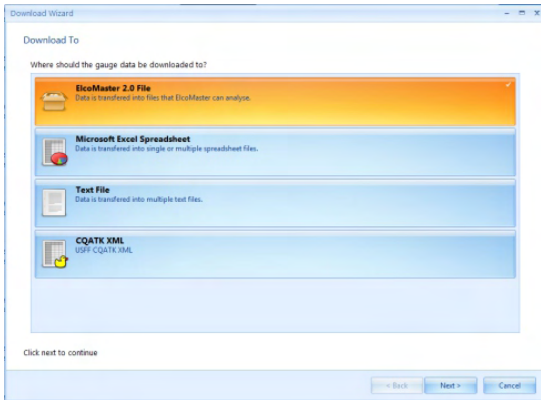 Download Wizard
Download To
Where should the gauge data be downloaded to?
ElcoMaster 2.0 File
Data is transfered into files that ElcoMaster can analyse.
Microsoft Excel Spreadsheet
Data is transfered into single or multiple spreadsheet files.
Text File
Data is transfered into multiple text files.
CQATK XML
USFF CQATK XML
Click next to continue
< Back Next > Cancel